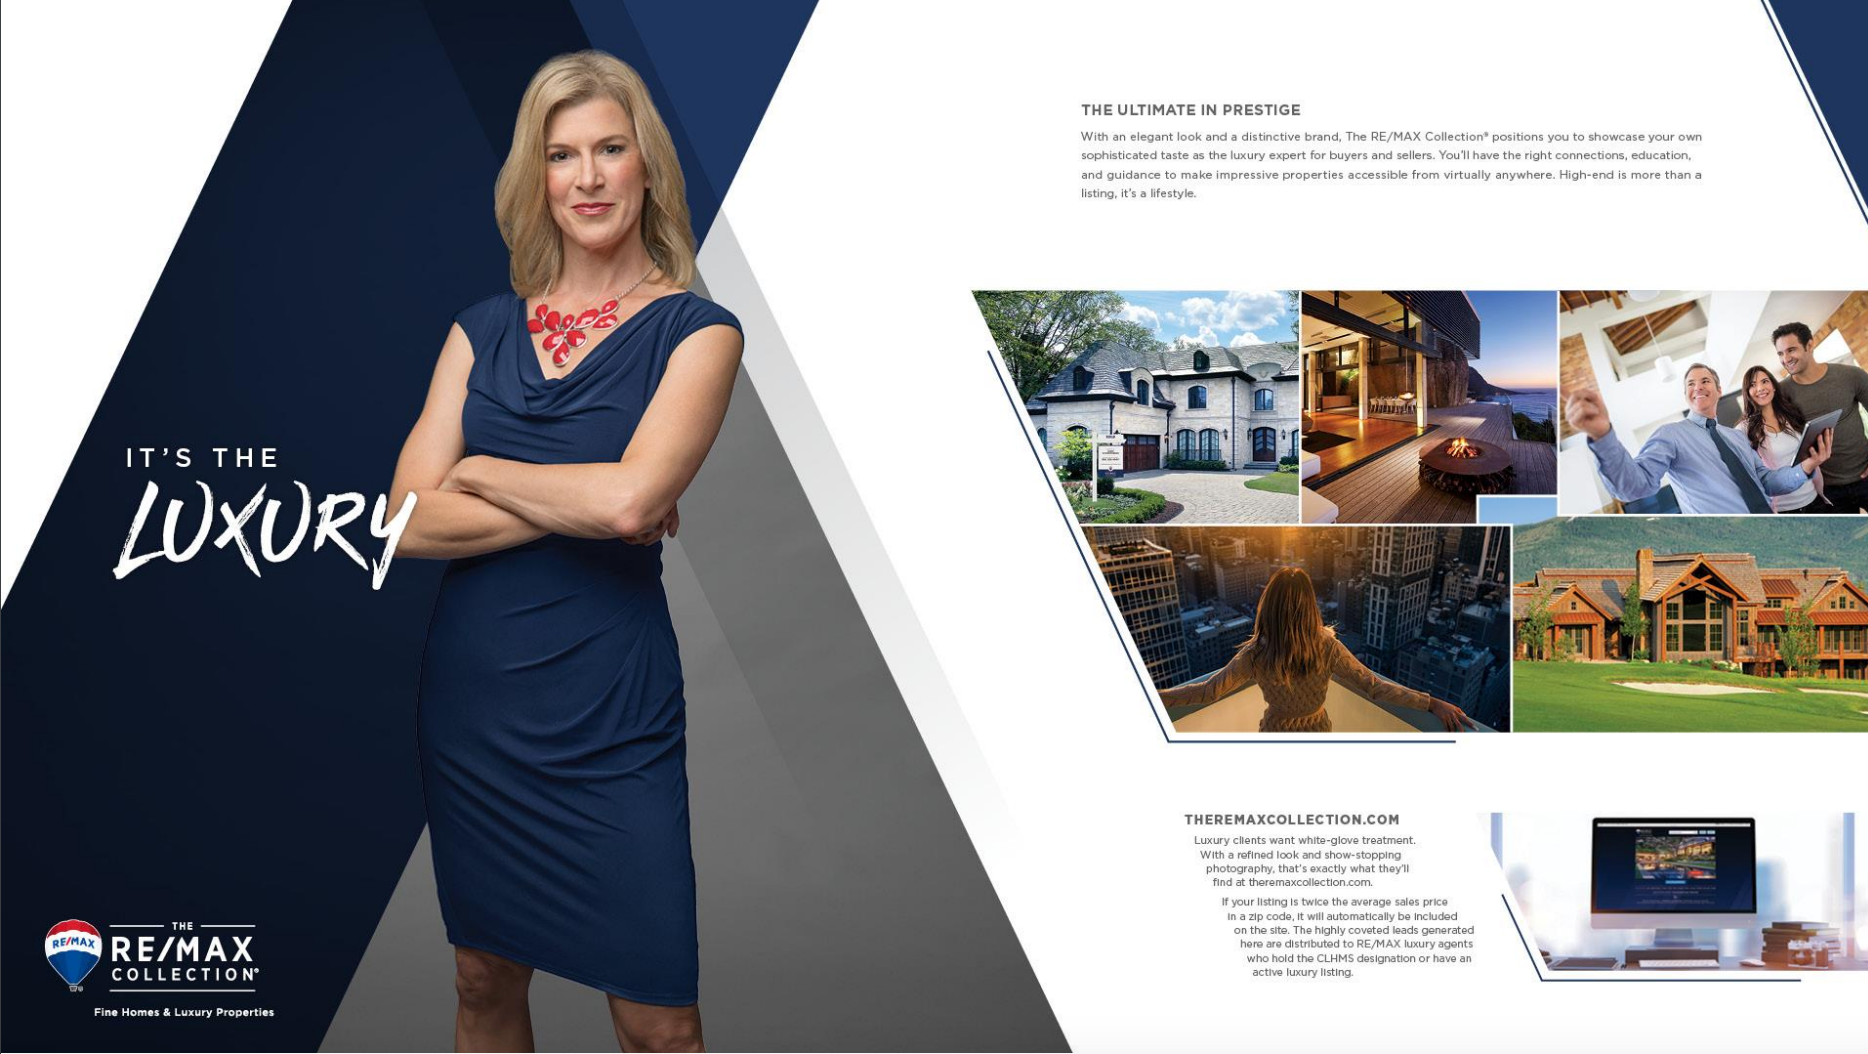 IT'S THE
LUXURY
RE/MAX
THE
RE/MAX
COLLECTION®
Fine Homes & Luxury Properties
THE ULTIMATE IN PRESTIGE
With an elegant look and a distinctive brand, The RE/MAX Collection® positions you to showcase your own
sophisticated taste as the luxury expert for buyers and sellers. You'll have the right connections, education,
and guidance to make impressive properties accessible from virtually anywhere. High-end is more than a
listing, it's a lifestyle.
THEREMAXCOLLECTION.COM
Luxury clients want white-glove treatment.
With a refined look and show-stopping
photography, that's exactly what they'll
find at theremaxcollection.com.
If your listing is twice the average sales price
in a zip code, it will automatically be included
on the site. The highly coveted leads generated
here are distributed to RE/MAX luxury agents
who hold the CLHMS designation or have an
active luxury listing.